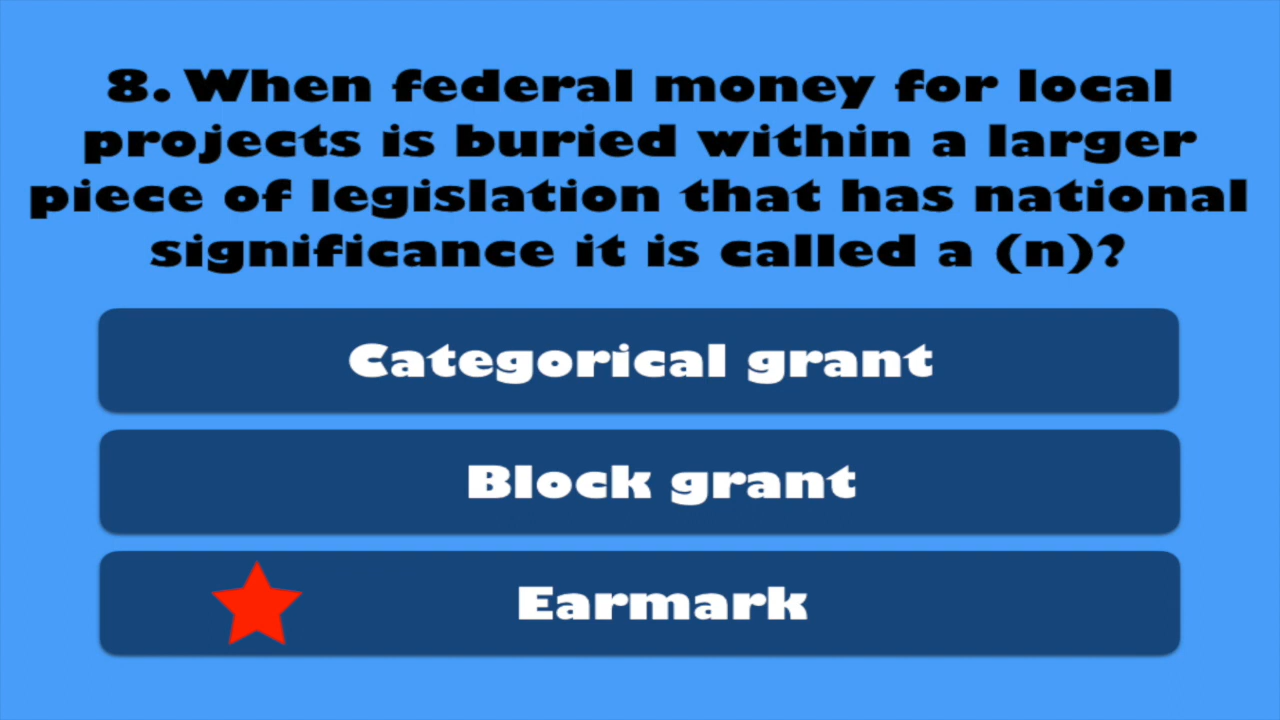 8. When federal money for local
projects is buried within a larger
piece of legislation that has national
significance it is called a (n)?
Categorical grant
Block grant
Earmark